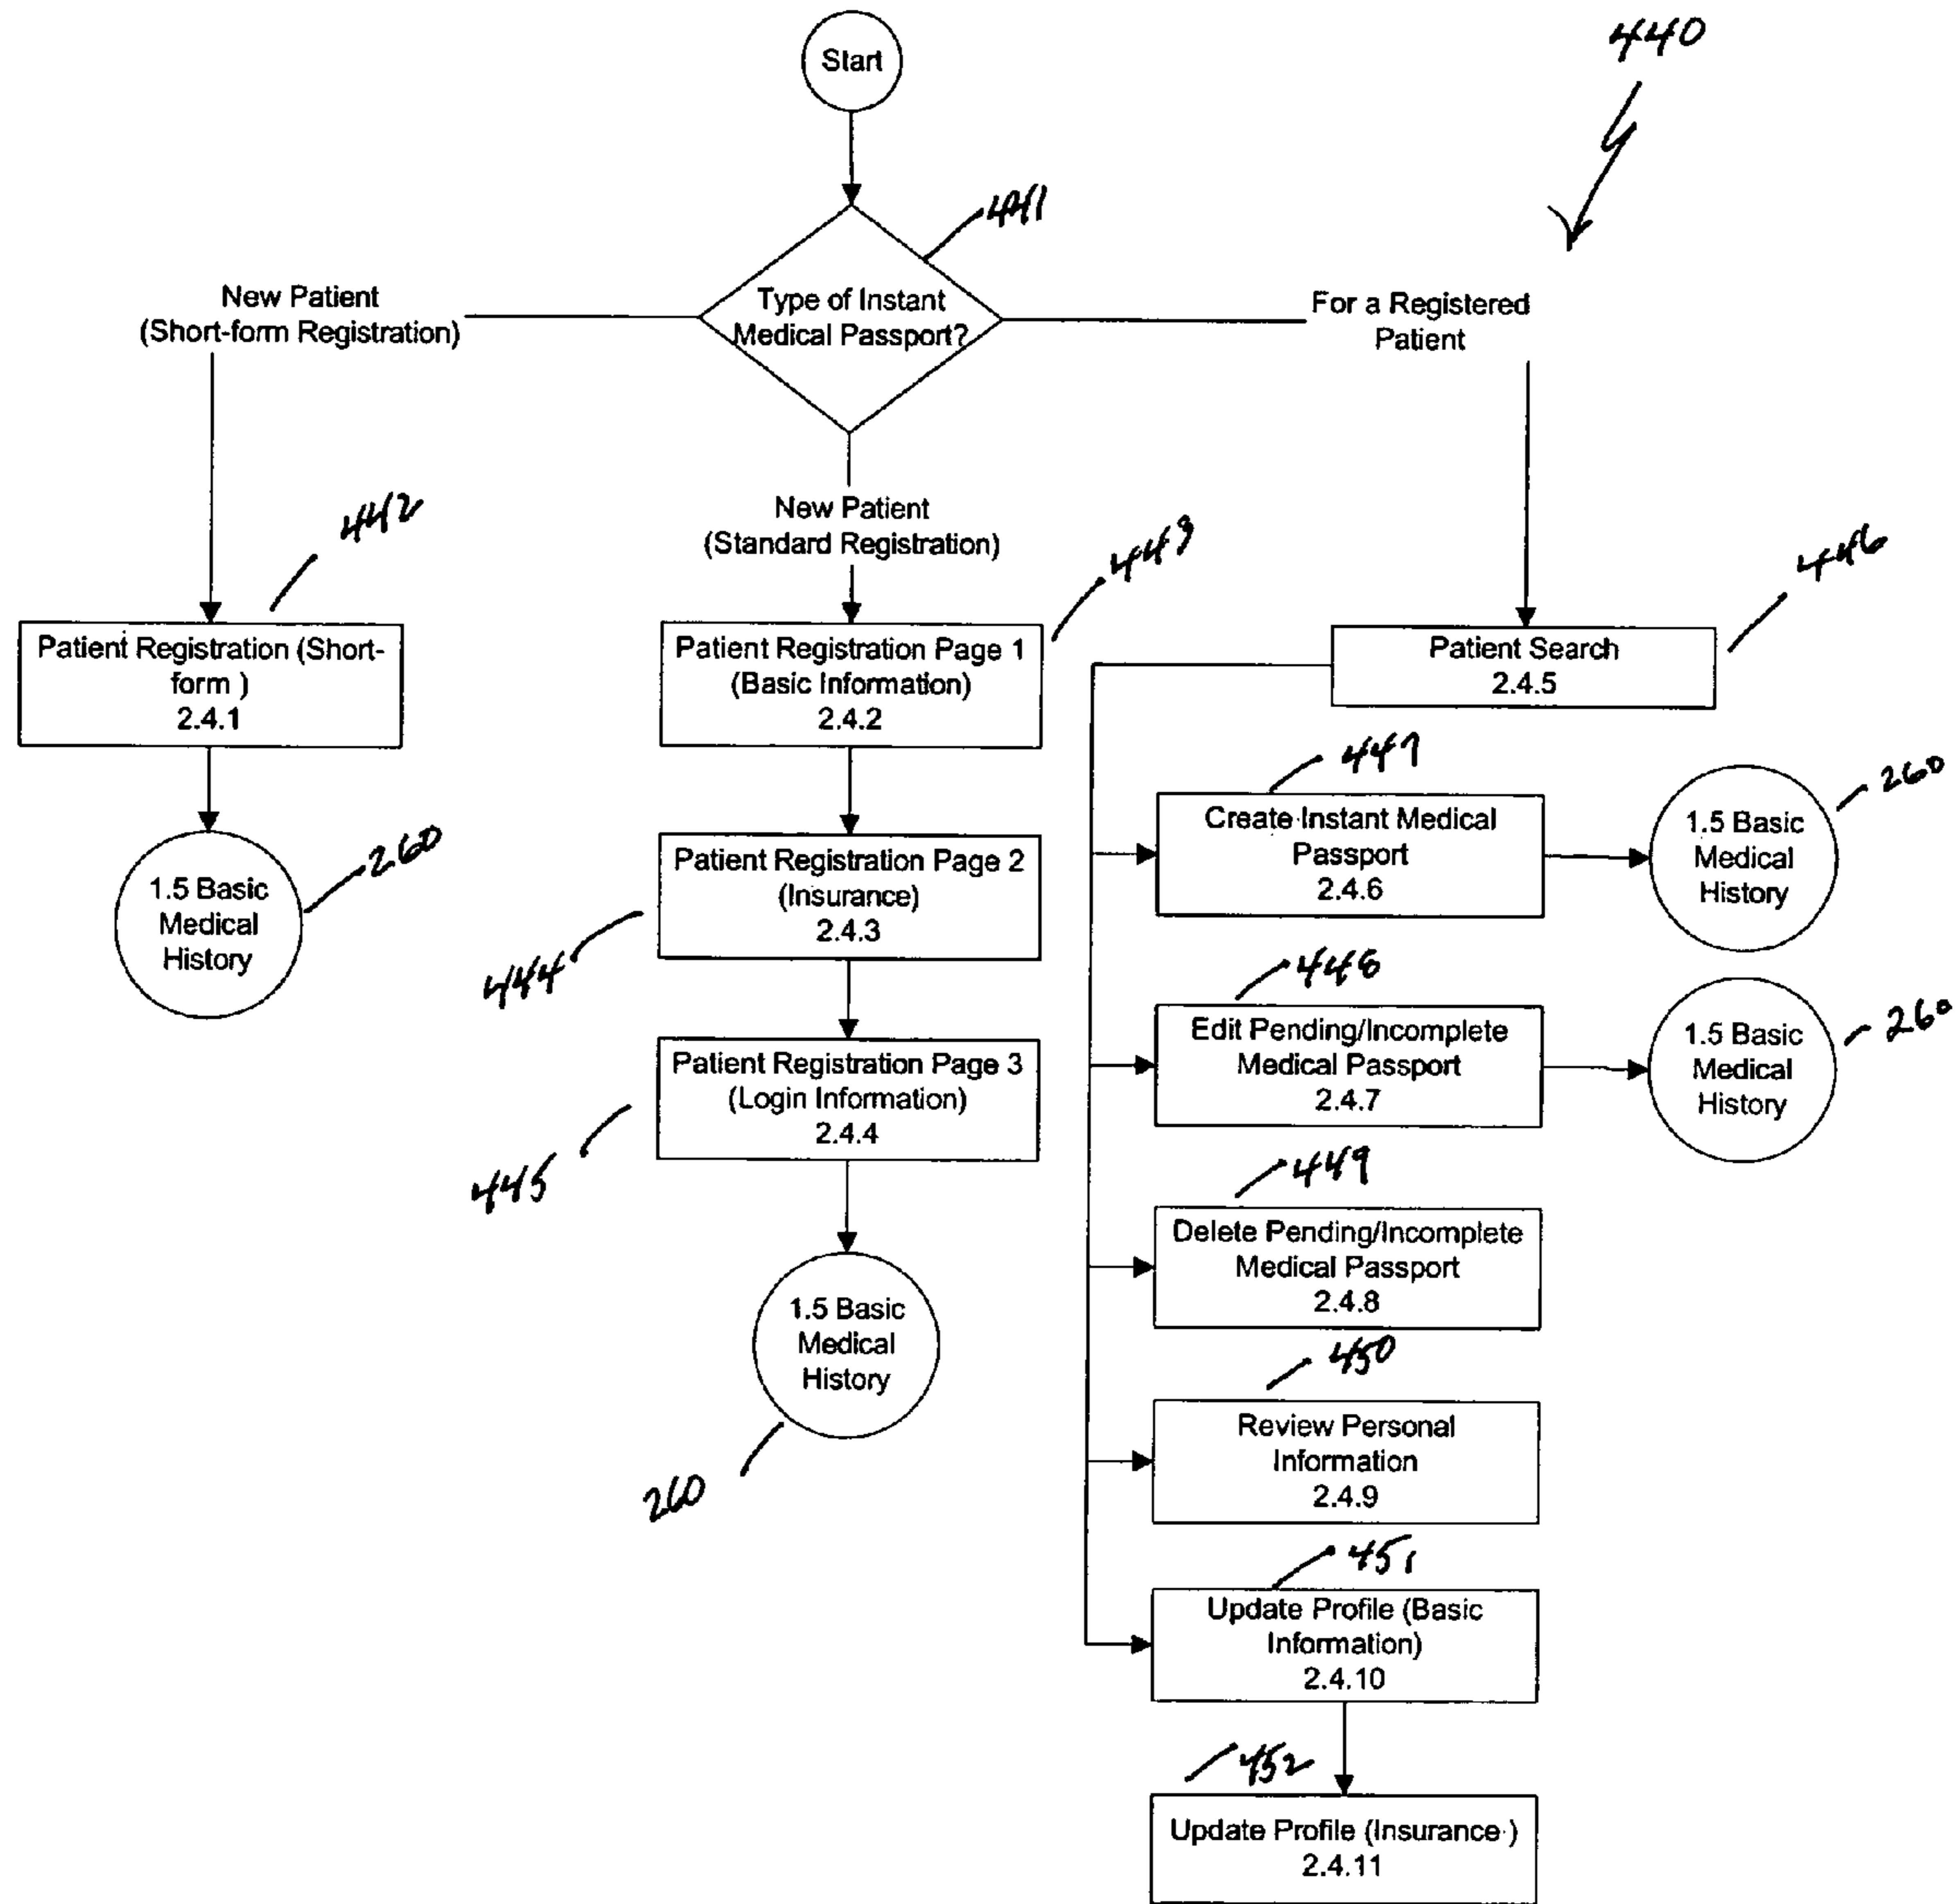 Start
440
441
Type of Instant
Medical Passport?
New Patient
(Short-form Registration)
For a Registered
Patient
New Patient
(Standard Registration)
442
443
446
Patient Registration (Short-
form )
2.4.1
260
1.5 Basic
Medical
History
Patient Registration Page 1
(Basic Information)
2.4.2
Patient Registration Page 2
(Insurance)
2.4.3
444
Patient Registration Page 3
(Login Information)
2.4.4
445
1.5 Basic
Medical
History
260
Patient Search
2.4.5
447
Create Instant Medical
Passport
2.4.6
260
1.5 Basic
Medical
History
448
Edit Pending/Incomplete
Medical Passport
2.4.7
260
1.5 Basic
Medical
History
449
Delete Pending/Incomplete
Medical Passport
2.4.8
450
Review Personal
Information
2.4.9
451
Update Profile (Basic
Information)
2.4.10
452
Update Profile (Insurance )
2.4.11